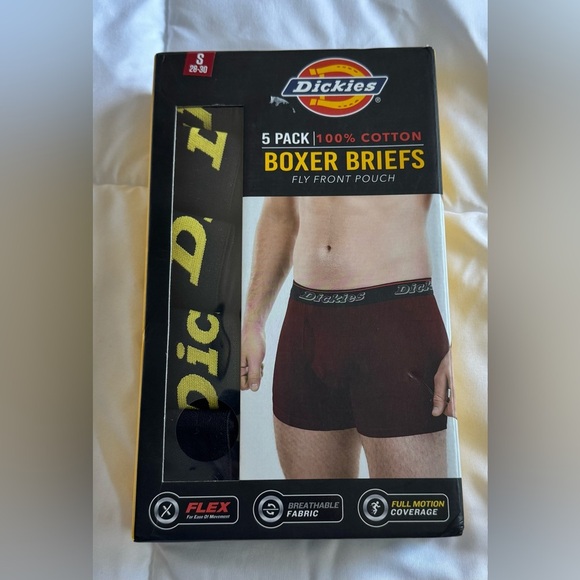 S
28-30
Dickies
®
5 PACK | 100% COTTON
BOXER BRIEFS
FLY FRONT POUCH
Dickies Dickies
Dic
D
FLEX
For Ease Of Movement
BREATHABLE
FABRIC
FULL MOTION
COVERAGE